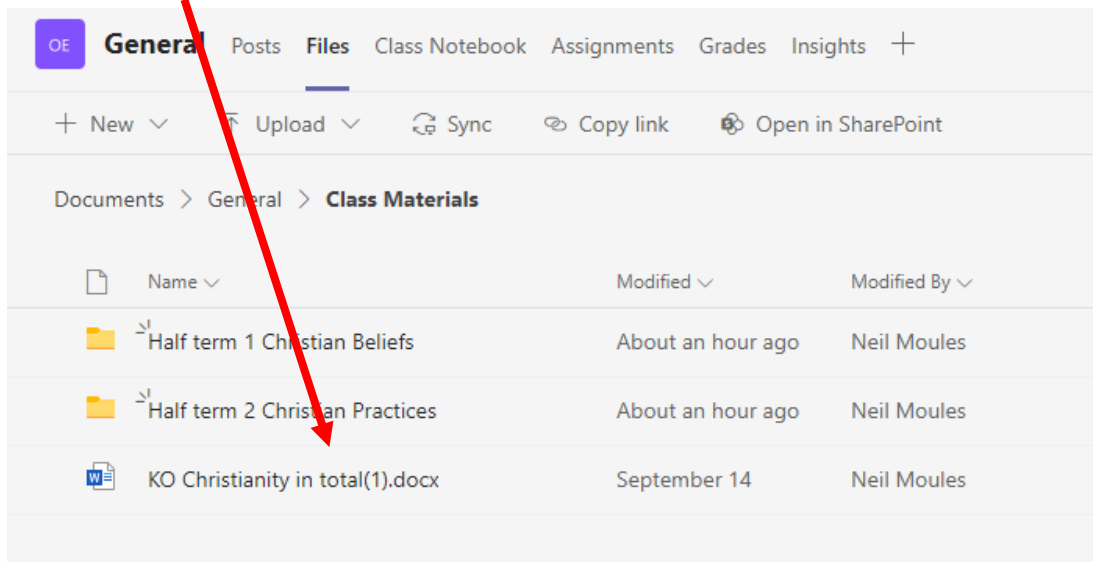 OE General Posts Files Class Notebook Assignments Grades Insights
New Upload Sync Copy link Open in SharePoint
Documents > General > Class Materials
Name Modified Modified By
Half term 1 Christian Beliefs About an hour ago Neil Moules
Half term 2 Christian Practices About an hour ago Neil Moules
KO Christianity in total(1).docx September 14 Neil Moules